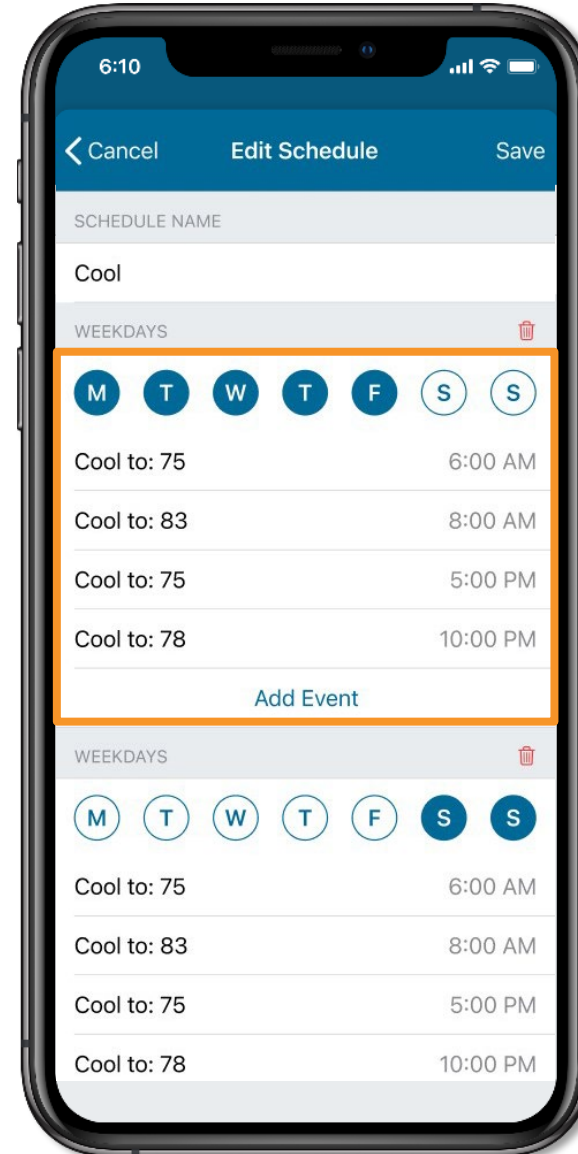 6:10
Cancel Edit Schedule Save
SCHEDULE NAME
Cool
WEEKDAYS
M T W T F S S
Cool to: 75 6:00 AM
Cool to: 83 8:00 AM
Cool to: 75 5:00 PM
Cool to: 78 10:00 PM
Add Event
WEEKDAYS
M T W T F S S
Cool to: 75 6:00 AM
Cool to: 83 8:00 AM
Cool to: 75 5:00 PM
Cool to: 78 10:00 PM